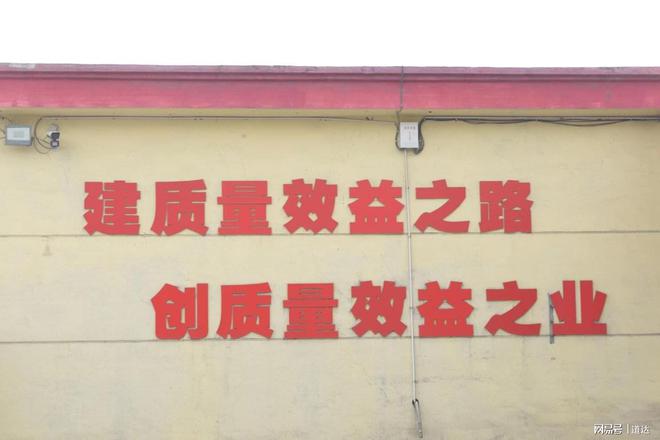 建质量效益之路
创质量效益之业
网易号 | 道达